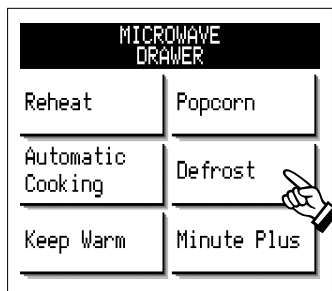 MICROWAVE
DRAWER
Reheat
Popcorn
Automatic
Cooking
Defrost
Keep Warm
Minute Plus